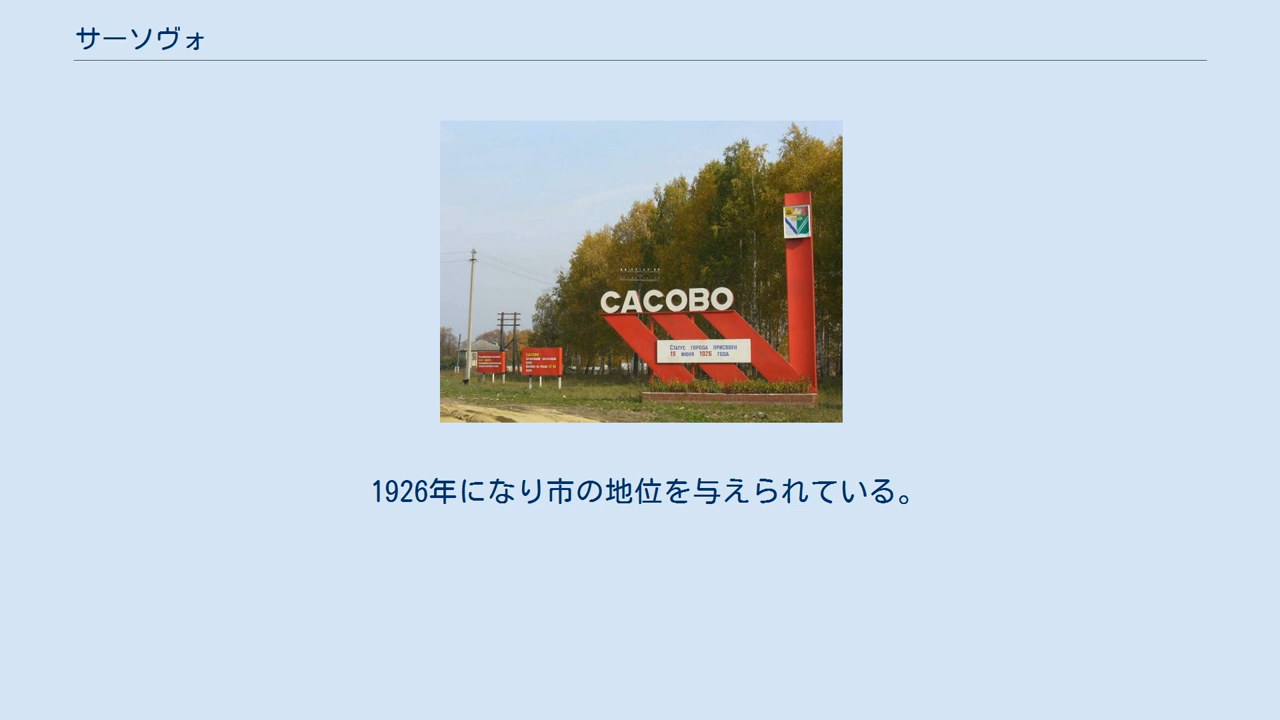 サーソヴォ
САСОВО
Статус города присвоен
19 июня 1926 года
1926年になり市の地位を与えられている。